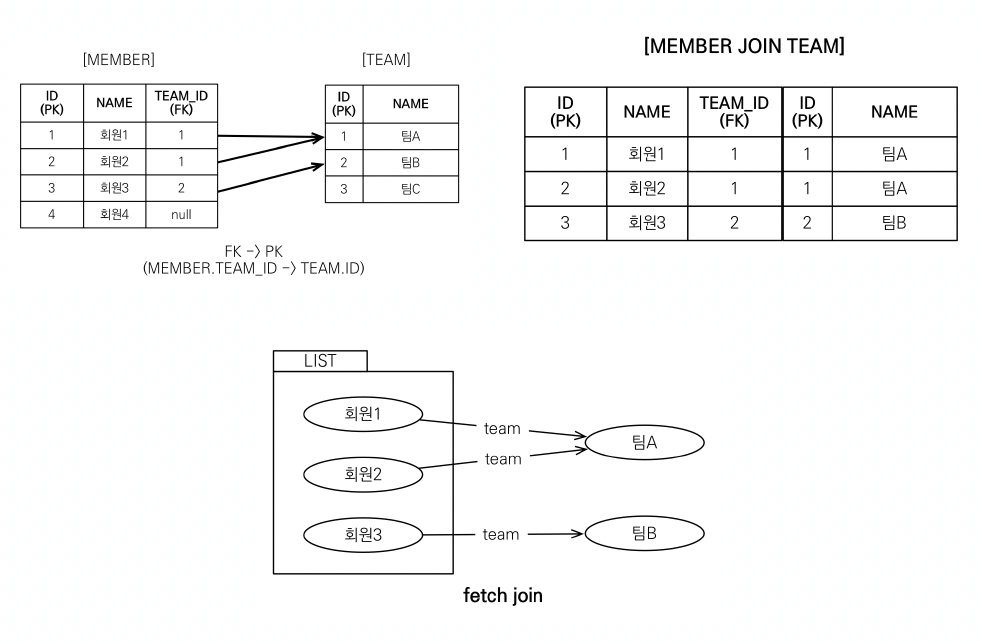 [MEMBER]
ID (PK) NAME TEAM_ID (FK)
1 회원1 1
2 회원2 1
3 회원3 2
4 회원4 null
[TEAM]
ID (PK) NAME
1 팀A
2 팀B
3 팀C
FK -> PK
(MEMBER.TEAM_ID -> TEAM.ID)
[MEMBER JOIN TEAM]
ID (PK) NAME TEAM_ID (FK) ID (PK) NAME
1 회원1 1 1 팀A
2 회원2 1 1 팀A
3 회원3 2 2 팀B
LIST
회원1 team 팀A
회원2 team
회원3 team 팀B
fetch join